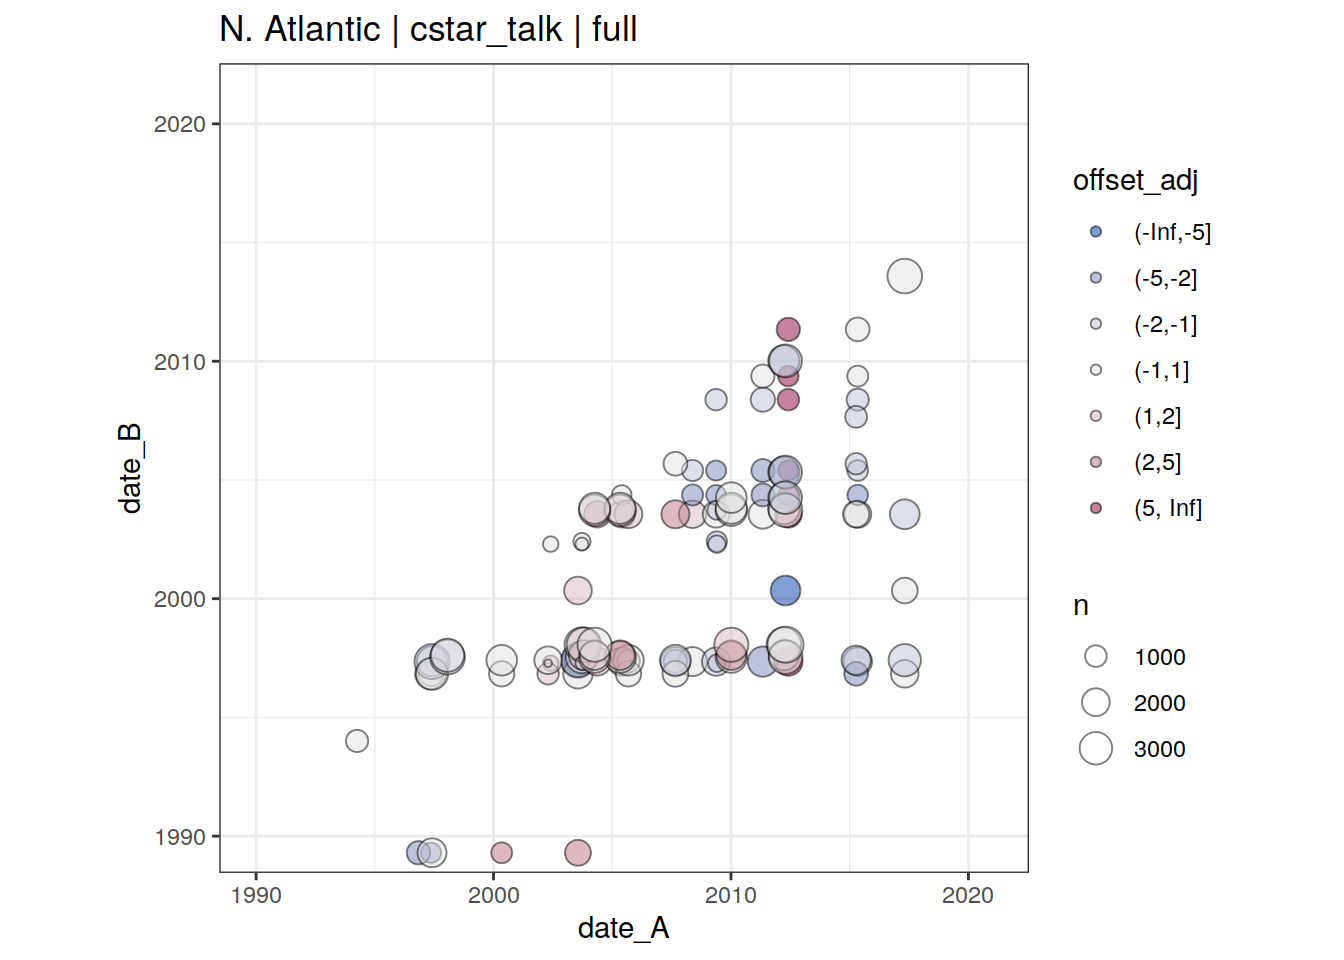 N. Atlantic | cstar_talk | full
2020
2010
2000
1990
date_B
1990 2000 2010 2020
date_A
offset_adj
(-Inf,-5]
(-5,-2]
(-2,-1]
(-1,1]
(1,2]
(2,5]
(5, Inf]
n
1000
2000
3000